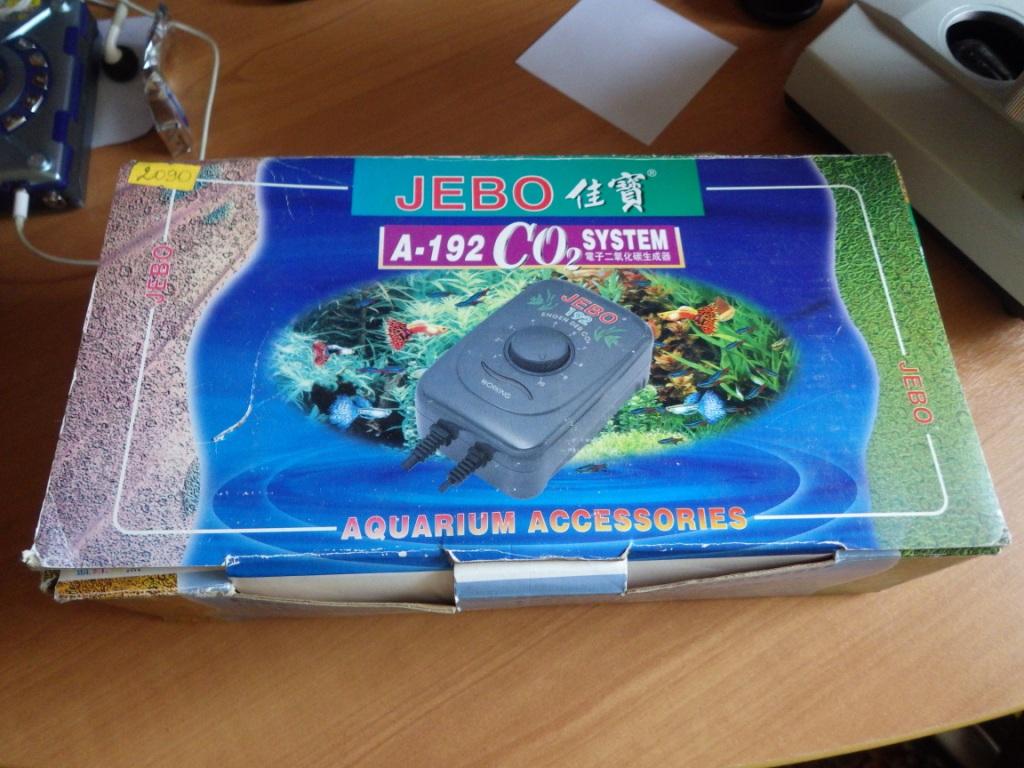 2090
JEBO 佳寶®
A-192 CO2 SYSTEM
電子二氧化碳生成器
JEBO
JEBO
192
WORKING
JEBO
AQUARIUM ACCESSORIES